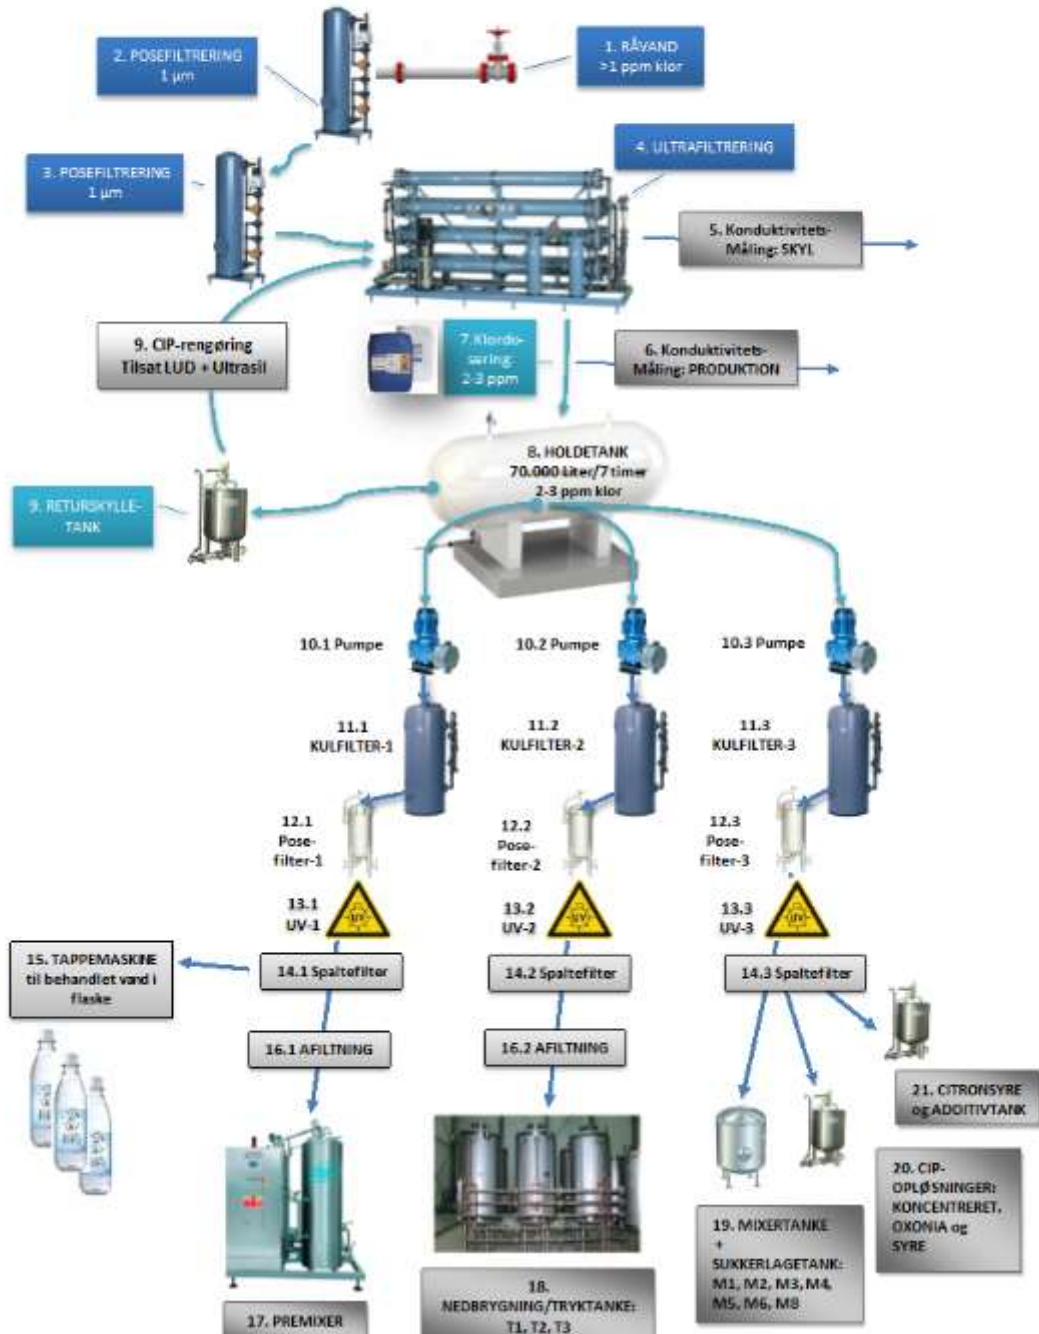 2. POSEFILTRERING
1 µm
1. RÅVAND
>1 ppm klor
3. POSEFILTRERING
1 µm
4. ULTRAFILTRERING
5. Konduktivitets-
Måling: SKYL
9. CIP-rengøring
Tilsat LUD + Ultrasil
7. Klordo-
sering:
2-3 ppm
6. Konduktivitets-
Måling: PRODUKTION
8. HOLDETANK
70.000 Liter/7 timer
2-3 ppm klor
9. RETURSKYLLE-
TANK
10.1 Pumpe
10.2 Pumpe
10.3 Pumpe
11.1
KULFILTER-1
11.2
KULFILTER-2
11.3
KULFILTER-3
12.1
Pose-
filter-1
12.2
Pose-
filter-2
12.3
Pose-
filter-3
13.1
UV-1
UV
13.2
UV-2
UV
13.3
UV-3
UV
15. TAPPEMASKINE
til behandlet vand i
flaske
14.1 Spaltefilter
14.2 Spaltefilter
14.3 Spaltefilter
16.1 AFILTNING
16.2 AFILTNING
21. CITRONSYRE
og ADDITIVTANK
20. CIP-
OPLØSNINGER:
KONCENTRERET,
OXONIA og
SYRE
19. MIXERTANKE
+
SUKKERLAGETANK:
M1, M2, M3, M4,
M5, M6, M8
17. PREMIXER
18.
NEDBRYGNING/TRYKTANKE:
T1, T2, T3